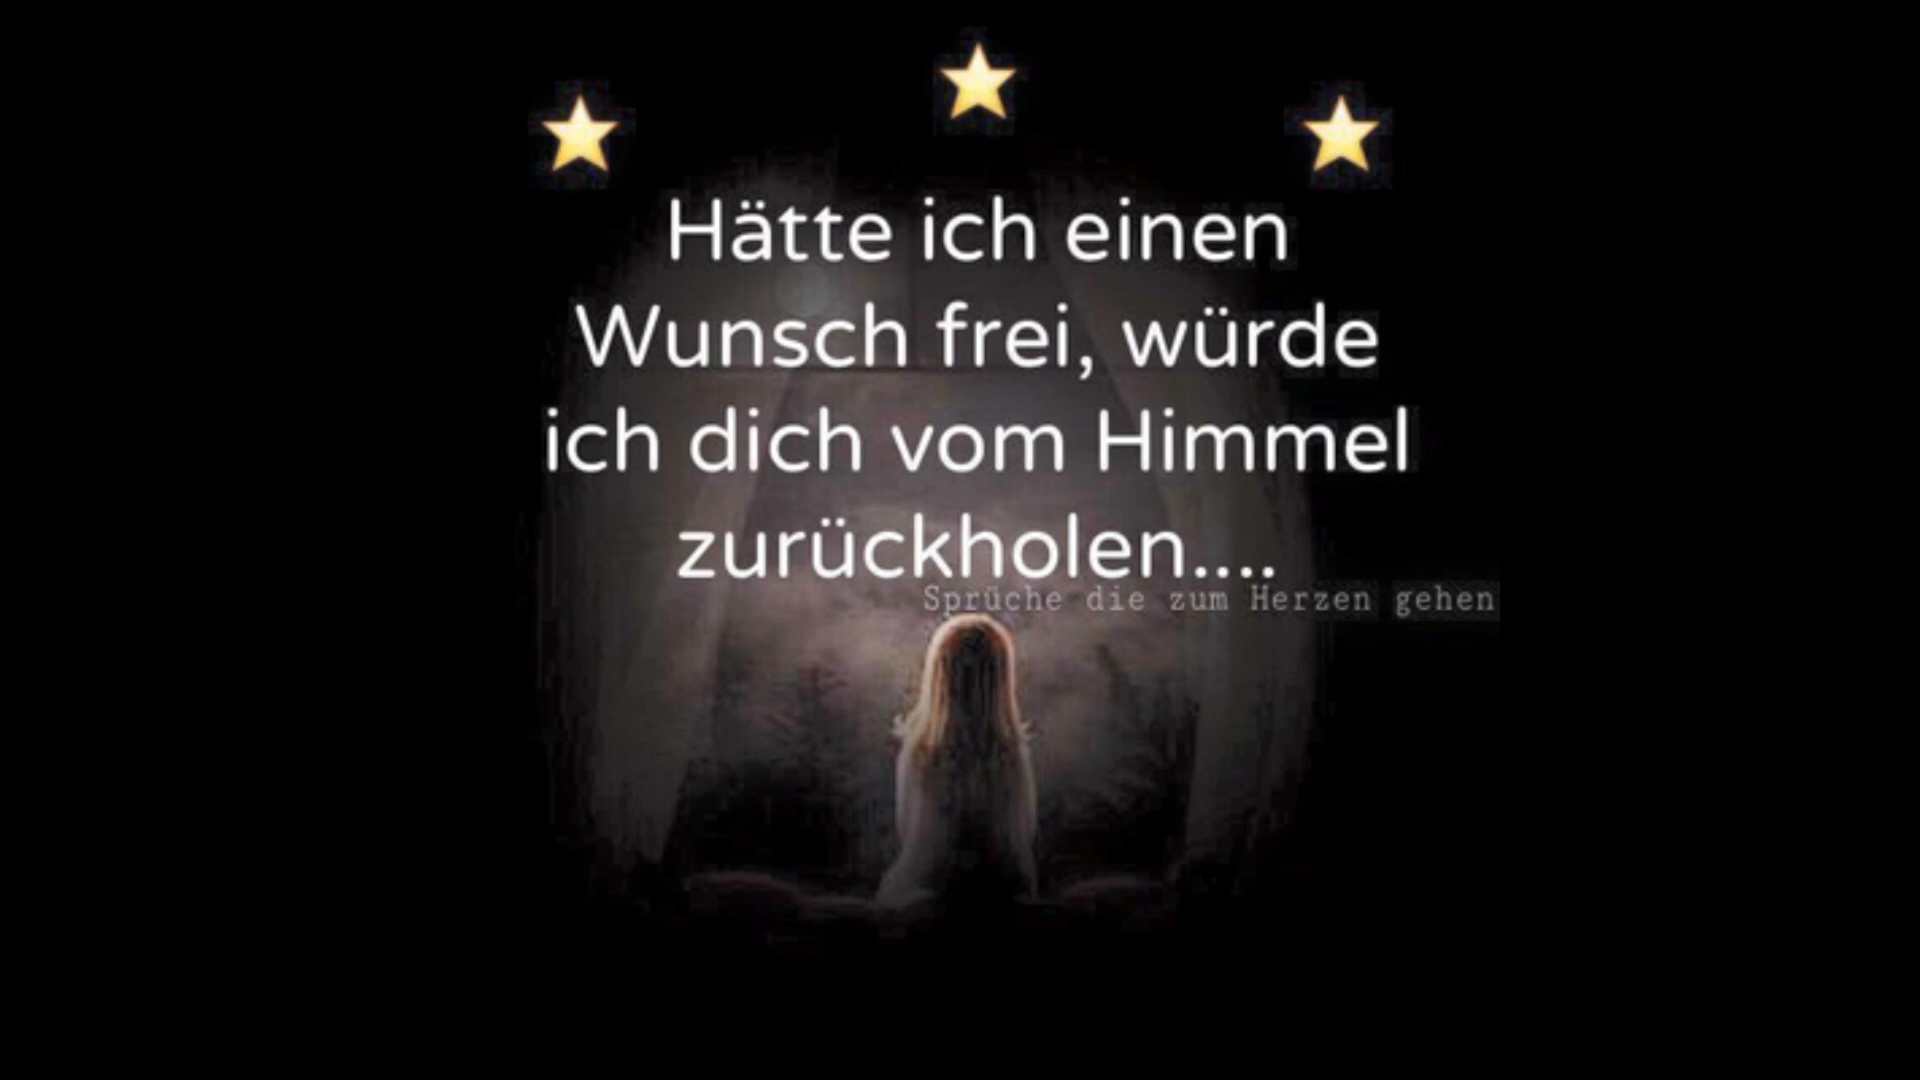 Hätte ich einen
Wunsch frei, würde
ich dich vom Himmel
zurückholen....
Sprüche die zum Herzen gehen